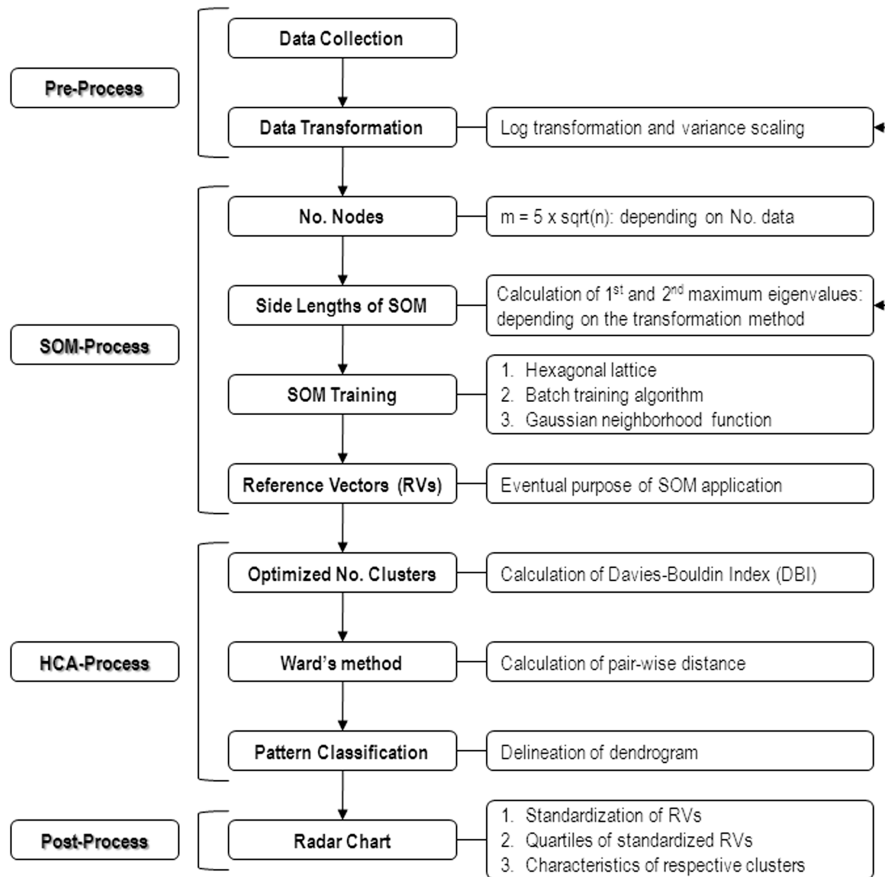 Data Collection
Pre-Process
Data Transformation
Log transformation and variance scaling
No. Nodes
m = 5 x sqrt(n): depending on No. data
Side Lengths of SOM
Calculation of 1st and 2nd maximum eigenvalues:
depending on the transformation method
SOM-Process
SOM Training
1. Hexagonal lattice
2. Batch training algorithm
3. Gaussian neighborhood function
Reference Vectors (RVs)
Eventual purpose of SOM application
Optimized No. Clusters
Calculation of Davies-Bouldin Index (DBI)
HCA-Process
Ward's method
Calculation of pair-wise distance
Pattern Classification
Delineation of dendrogram
Post-Process
Radar Chart
1. Standardization of RVs
2. Quartiles of standardized RVs
3. Characteristics of respective clusters